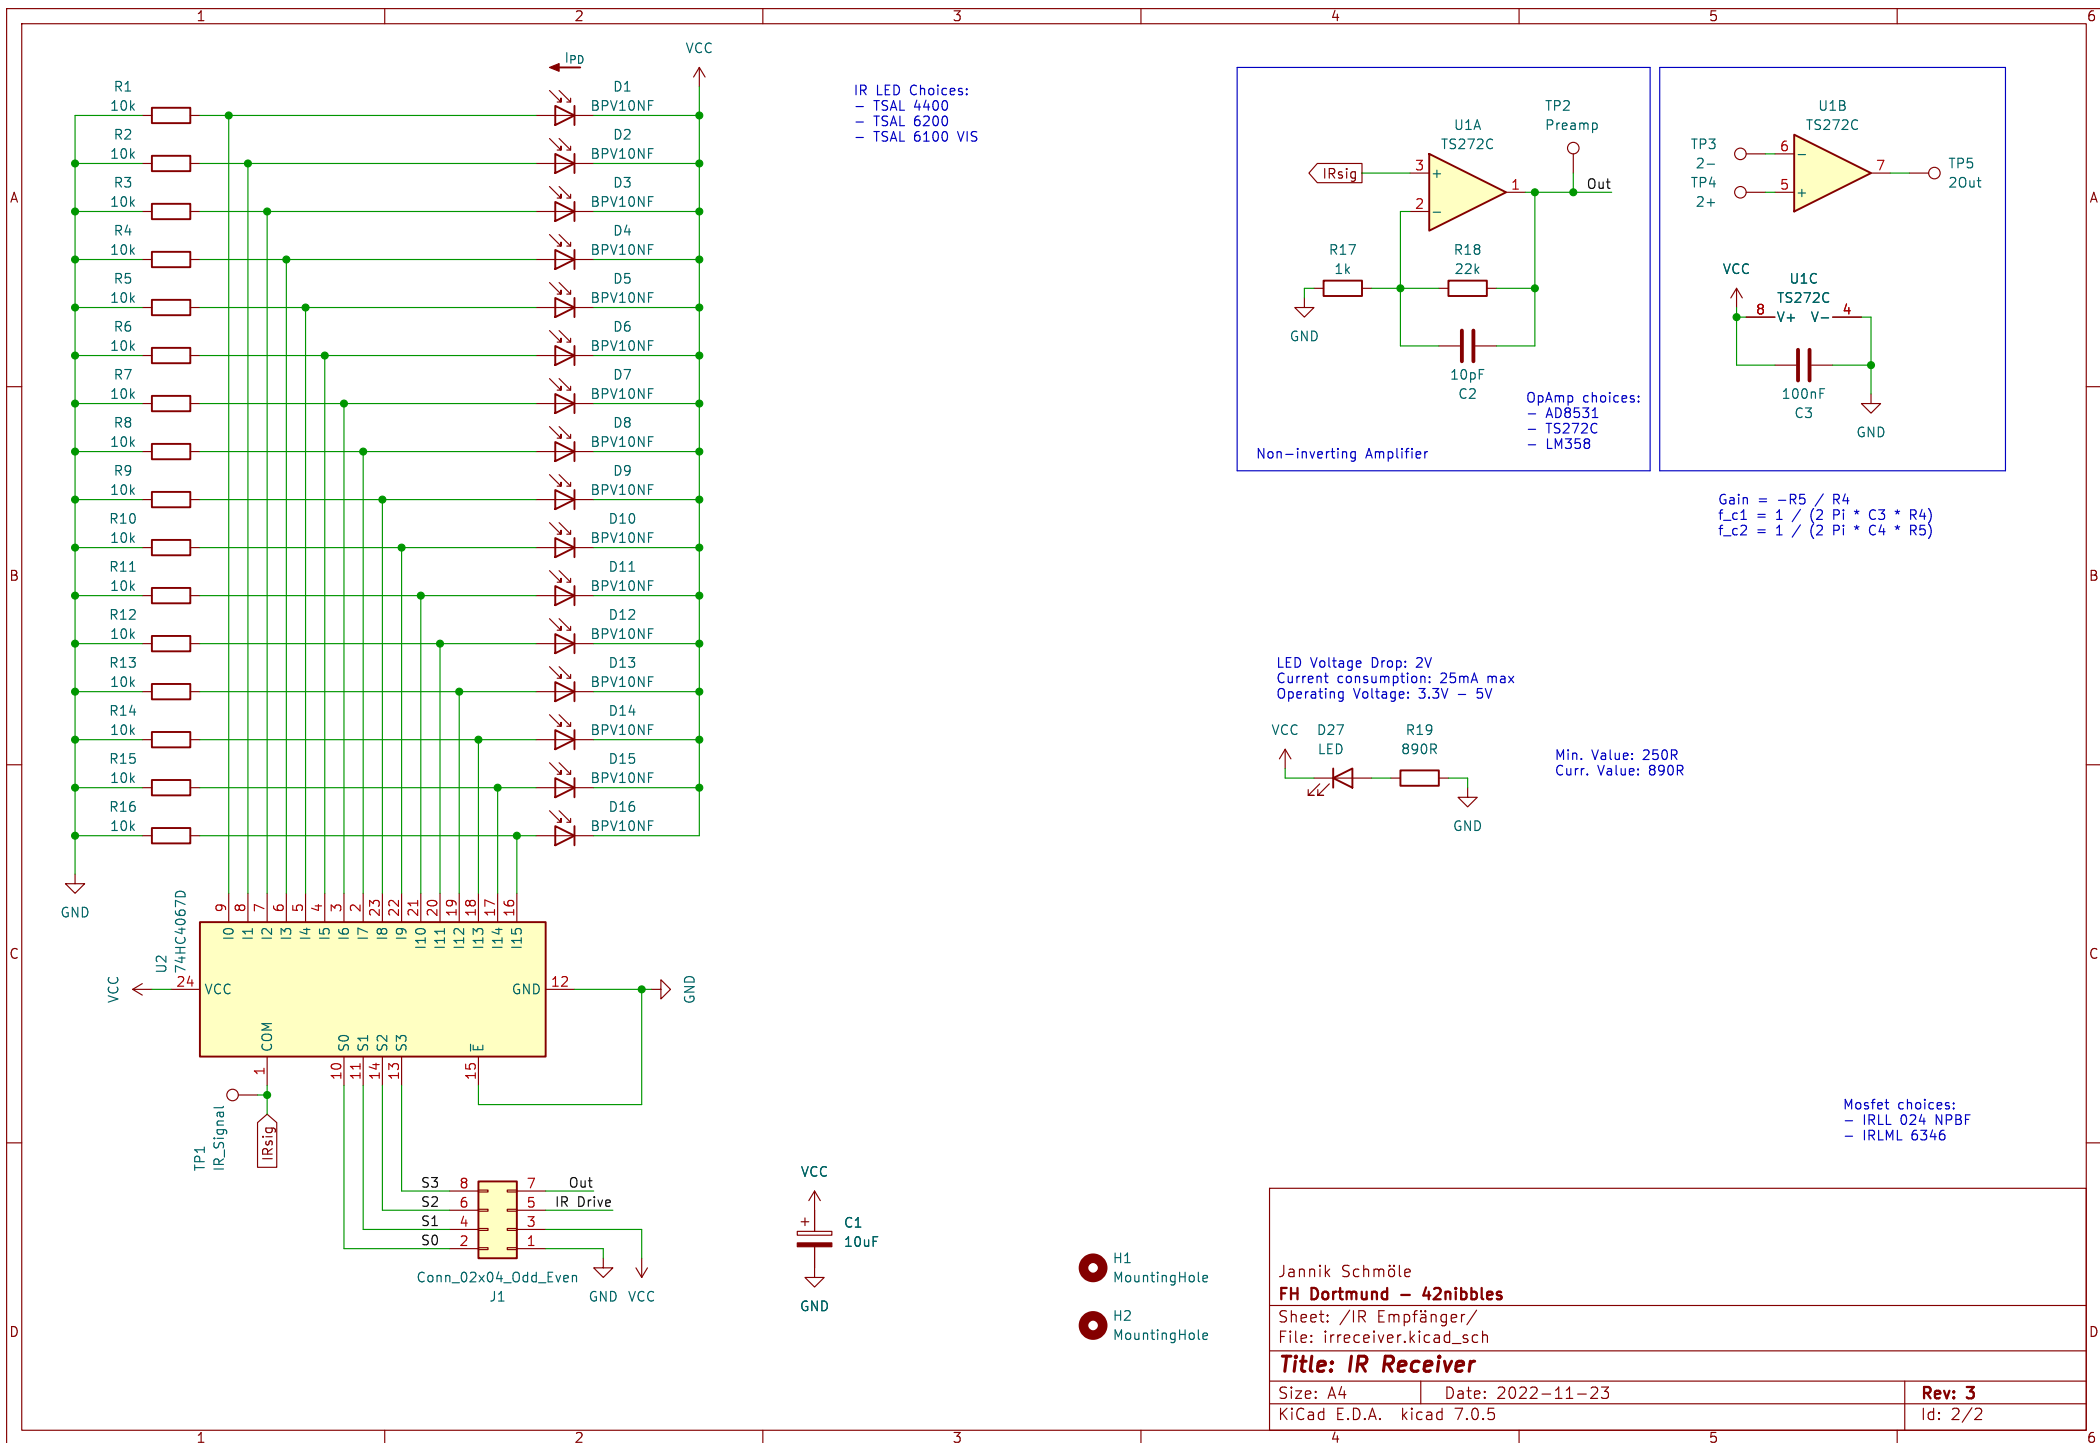 1 2 3 4 5 6
A A
B B
C C
D D
IPD
VCC
R1
10k
D1
BPV10NF
R2
10k
D2
BPV10NF
R3
10k
D3
BPV10NF
R4
10k
D4
BPV10NF
R5
10k
D5
BPV10NF
R6
10k
D6
BPV10NF
R7
10k
D7
BPV10NF
R8
10k
D8
BPV10NF
R9
10k
D9
BPV10NF
R10
10k
D10
BPV10NF
R11
10k
D11
BPV10NF
R12
10k
D12
BPV10NF
R13
10k
D13
BPV10NF
R14
10k
D14
BPV10NF
R15
10k
D15
BPV10NF
R16
10k
D16
BPV10NF
GND
IR LED Choices:
- TSAL 4400
- TSAL 6200
- TSAL 6100 VIS
U1A
TS272C
TP2
Preamp
IRsig
3
+
2
-
1
Out
R17
1k
R18
22k
GND
10pF
C2
OpAmp choices:
- AD8531
- TS272C
- LM358
Non-inverting Amplifier
U1B
TS272C
TP3
2-
TP4
2+
6
-
5
+
7
TP5
2Out
VCC
U1C
TS272C
8
V+
V-
4
100nF
C3
GND
Gain = -R5 / R4
f_c1 = 1 / (2 Pi * C3 * R4)
f_c2 = 1 / (2 Pi * C4 * R5)
LED Voltage Drop: 2V
Current consumption: 25mA max
Operating Voltage: 3.3V - 5V
VCC
D27
LED
R19
890R
GND
Min. Value: 250R
Curr. Value: 890R
U2
74HC4067D
9 8 7 6 5 4 3 2 23 22 21 20 19 18 17 16
I0 I1 I2 I3 I4 I5 I6 I7 I8 I9 I10 I11 I12 I13 I14 I15
VCC
24
VCC
GND
12
GND
COM
S0 S1 S2 S3
E
1
10 11 14 13
15
TP1
IR_Signal
IRsig
S3 8 7 Out
S2 6 5 IR Drive
S1 4 3
S0 2 1
Conn_02x04_Odd_Even
J1
GND
VCC
VCC
+
C1
10uF
GND
H1
MountingHole
H2
MountingHole
Mosfet choices:
- IRLL 024 NPBF
- IRLML 6346
Jannik Schmöle
FH Dortmund - 42nibbles
Sheet: /IR Empfänger/
File: irreceiver.kicad_sch
Title: IR Receiver
Size: A4
Date: 2022-11-23
Rev: 3
KiCad E.D.A. kicad 7.0.5
Id: 2/2
1 2 3 4 5 6